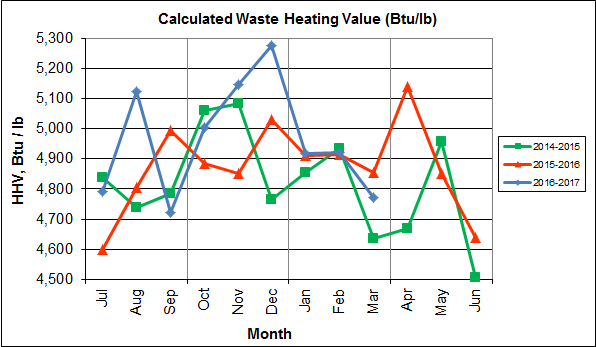 Calculated Waste Heating Value (Btu/lb)
5,300
5,200
5,100
5,000
4,900
4,800
4,700
4,600
4,500
HHV, Btu / lb
Jul
Aug
Sep
Oct
Nov
Dec
Jan
Feb
Mar
Apr
May
Jun
Month
2014-2015
2015-2016
2016-2017